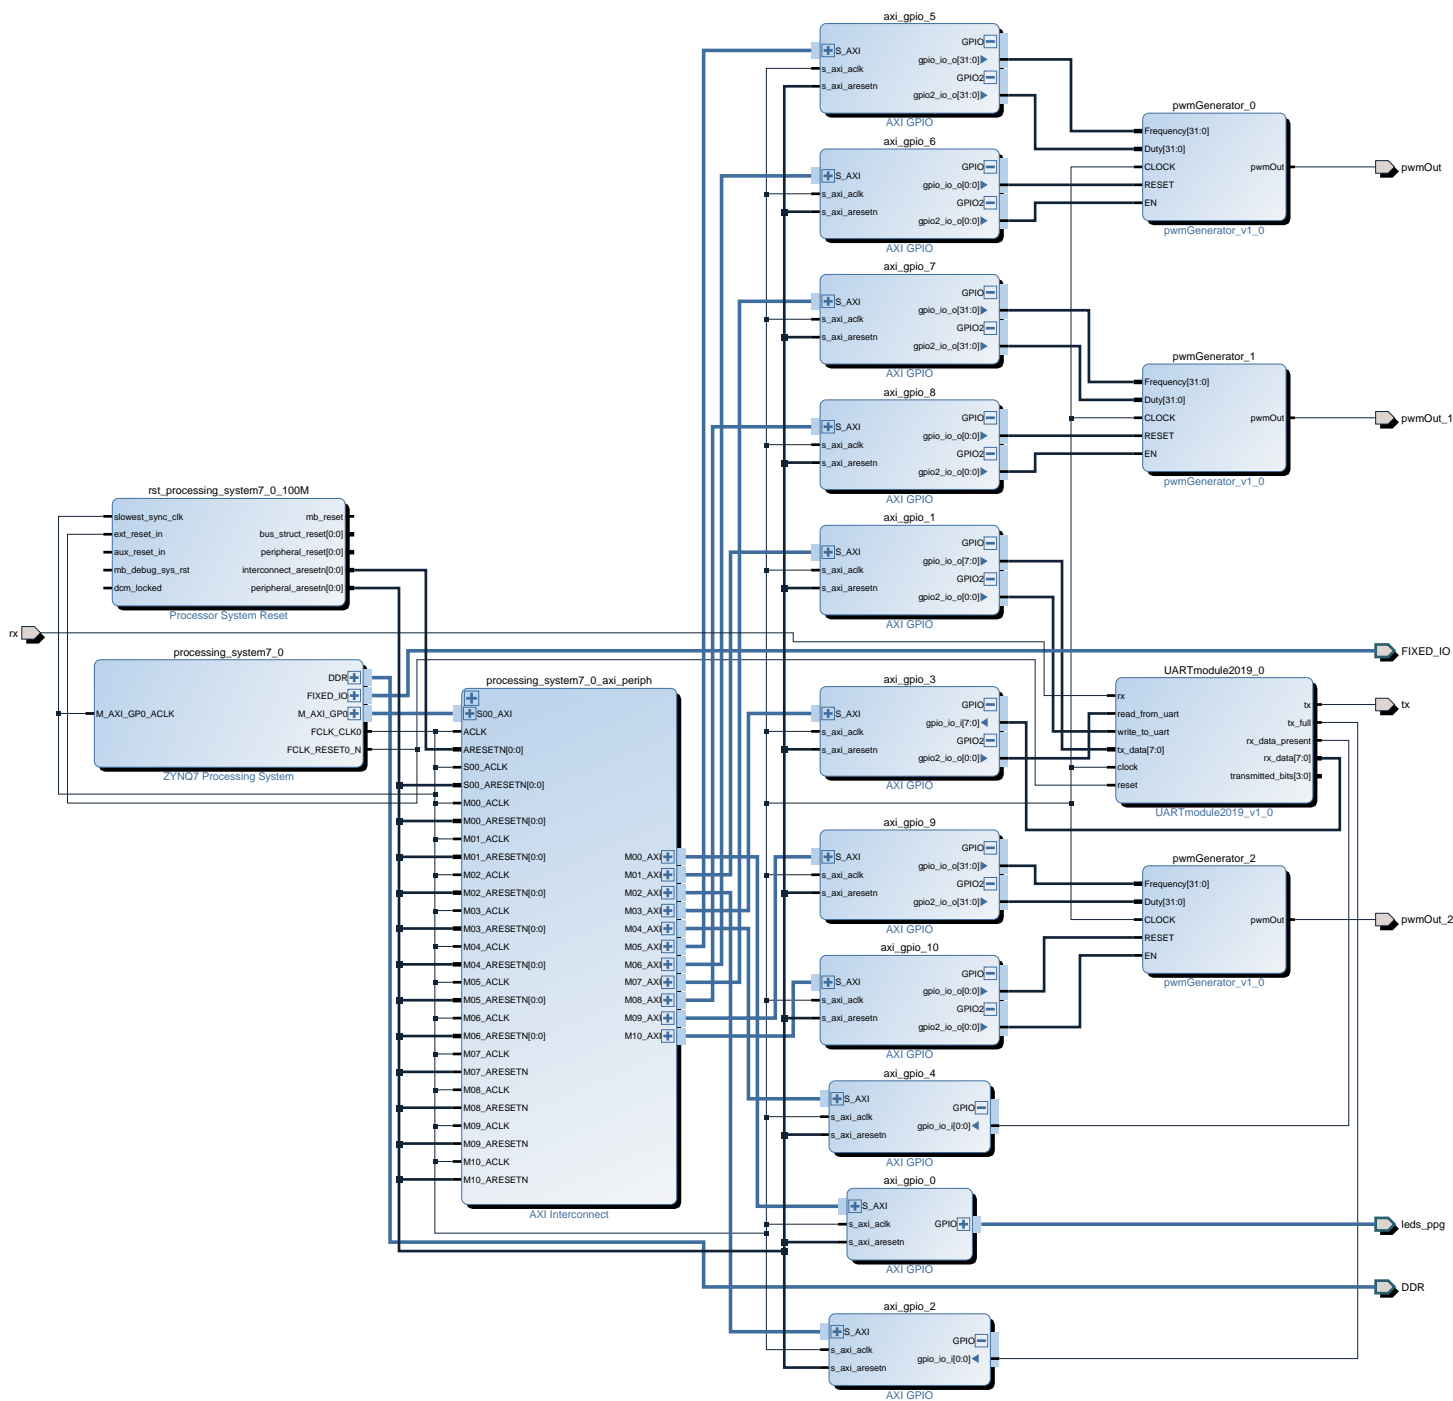 axi_gpio_5
S_AXI
s_axi_aclk
s_axi_aresetn
GPIO
gpio_io_o[31:0]
GPIO2
gpio2_io_o[31:0]
AXI GPIO
axi_gpio_6
S_AXI
s_axi_aclk
s_axi_aresetn
GPIO
gpio_io_o[0:0]
GPIO2
gpio2_io_o[0:0]
AXI GPIO
pwmGenerator_0
Frequency[31:0]
Duty[31:0]
CLOCK
RESET
EN
pwmOut
pwmGenerator_v1_0
pwmOut
axi_gpio_7
S_AXI
s_axi_aclk
s_axi_aresetn
GPIO
gpio_io_o[31:0]
GPIO2
gpio2_io_o[31:0]
AXI GPIO
axi_gpio_8
S_AXI
s_axi_aclk
s_axi_aresetn
GPIO
gpio_io_o[0:0]
GPIO2
gpio2_io_o[0:0]
AXI GPIO
pwmGenerator_1
Frequency[31:0]
Duty[31:0]
CLOCK
RESET
EN
pwmOut
pwmGenerator_v1_0
pwmOut_1
rst_processing_system7_0_100M
slowest_sync_clk
ext_reset_in
aux_reset_in
mb_debug_sys_rst
dcm_locked
mb_reset
bus_struct_reset[0:0]
peripheral_reset[0:0]
interconnect_aresetn[0:0]
peripheral_aresetn[0:0]
Processor System Reset
axi_gpio_1
S_AXI
s_axi_aclk
s_axi_aresetn
GPIO
gpio_io_o[7:0]
GPIO2
gpio2_io_o[0:0]
AXI GPIO
rx
FIXED_IO
processing_system7_0
M_AXI_GP0_ACLK
DDR
FIXED_IO
M_AXI_GP0
FCLK_CLK0
FCLK_RESET0_N
ZYNQ7 Processing System
processing_system7_0_axi_periph
S00_AXI
ACLK
ARESETN[0:0]
S00_ACLK
S00_ARESETN[0:0]
M00_ACLK
M00_ARESETN[0:0]
M01_ACLK
M01_ARESETN[0:0]
M02_ACLK
M02_ARESETN[0:0]
M03_ACLK
M03_ARESETN[0:0]
M04_ACLK
M04_ARESETN[0:0]
M05_ACLK
M05_ARESETN[0:0]
M06_ACLK
M06_ARESETN[0:0]
M07_ACLK
M07_ARESETN
M08_ACLK
M08_ARESETN
M09_ACLK
M09_ARESETN
M10_ACLK
M10_ARESETN
M00_AXI
M01_AXI
M02_AXI
M03_AXI
M04_AXI
M05_AXI
M06_AXI
M07_AXI
M08_AXI
M09_AXI
M10_AXI
AXI Interconnect
axi_gpio_3
S_AXI
s_axi_aclk
s_axi_aresetn
GPIO
gpio_io_i[7:0]
GPIO2
gpio2_io_o[0:0]
AXI GPIO
UARTmodule2019_0
rx
read_from_uart
write_to_uart
tx_data[7:0]
clock
reset
tx
tx_full
rx_data_present
rx_data[7:0]
transmitted_bits[3:0]
UARTmodule2019_v1_0
tx
axi_gpio_9
S_AXI
s_axi_aclk
s_axi_aresetn
GPIO
gpio_io_o[31:0]
GPIO2
gpio2_io_o[31:0]
AXI GPIO
pwmGenerator_2
Frequency[31:0]
Duty[31:0]
CLOCK
RESET
EN
pwmOut
pwmGenerator_v1_0
pwmOut_2
axi_gpio_10
S_AXI
s_axi_aclk
s_axi_aresetn
GPIO
gpio_io_o[0:0]
GPIO2
gpio2_io_o[0:0]
AXI GPIO
axi_gpio_4
S_AXI
s_axi_aclk
s_axi_aresetn
GPIO
gpio_io_i[0:0]
AXI GPIO
axi_gpio_0
S_AXI
s_axi_aclk
s_axi_aresetn
GPIO
AXI GPIO
leds_ppg
DDR
axi_gpio_2
S_AXI
s_axi_aclk
s_axi_aresetn
GPIO
gpio_io_i[0:0]
AXI GPIO